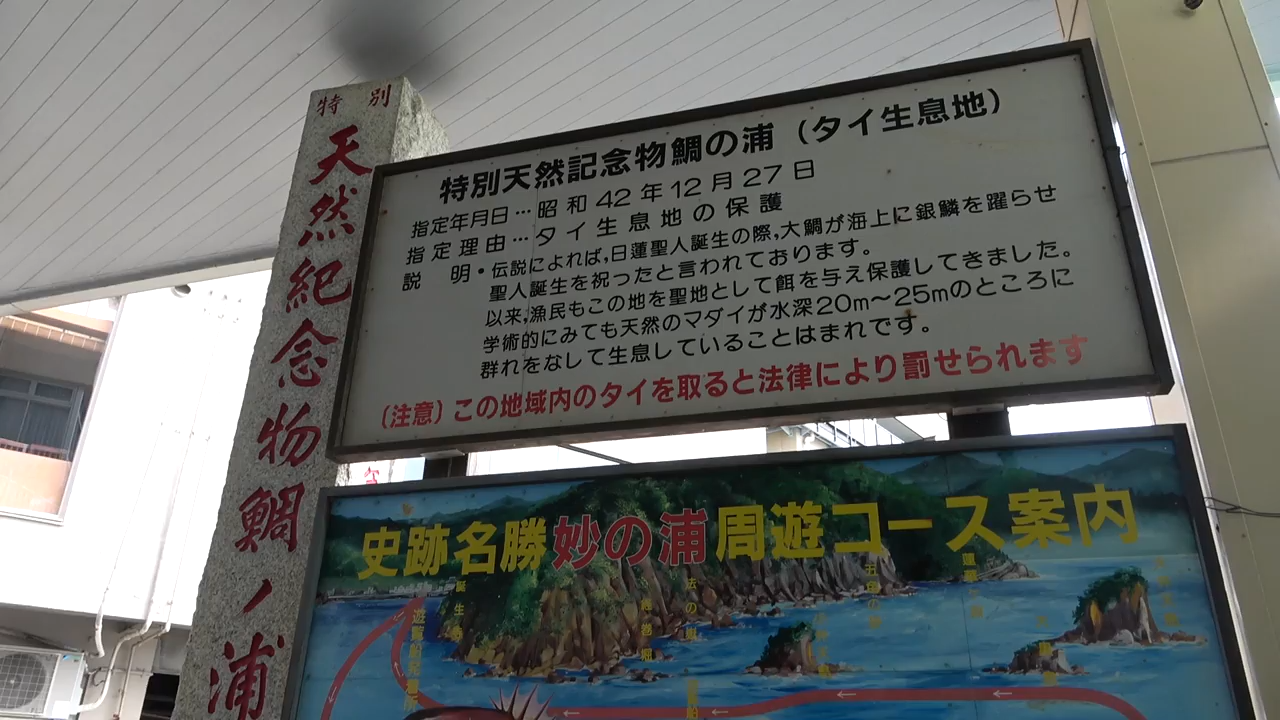 特別
天然紀念物鯛ノ浦
特別天然記念物鯛の浦（タイ生息地）
指定年月日…昭和42年12月27日
指定理由…タイ生息地の保護
説　明・伝説によれば,日蓮聖人誕生の際,大鯛が海上に銀鱗を躍らせ
聖人誕生を祝ったと言われております。
以来,漁民もこの地を聖地として餌を与え保護してきました。
学術的にみても天然のマダイが水深20m〜25mのところに
群れをなして生息していることはまれです。
〔注意〕この地域内のタイを取ると法律により罰せられます
史跡名勝妙の浦周遊コース案内